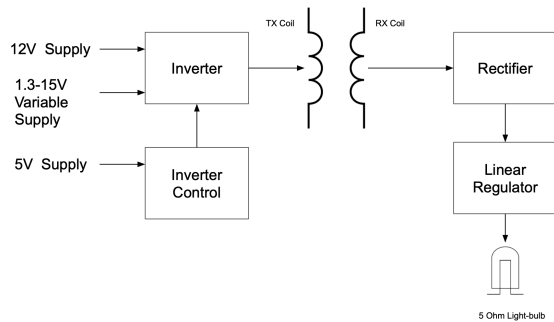 TX Coil
RX Coil
12V Supply
1.3-15V
Variable
Supply
5V Supply
Inverter
Inverter
Control
Rectifier
Linear
Regulator
5 Ohm Light-bulb